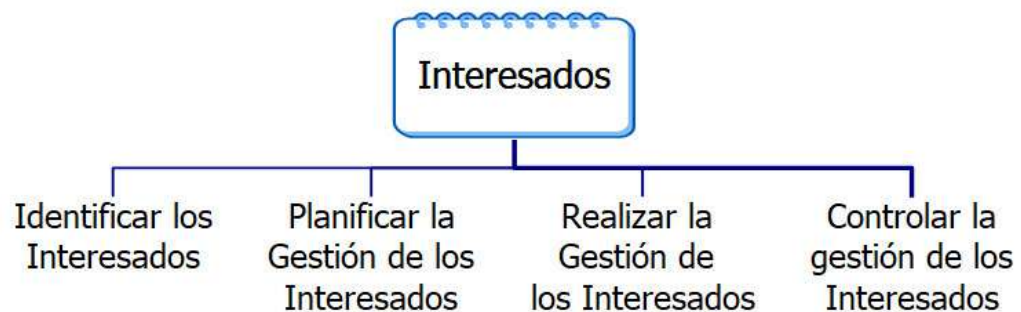 Interesados
Identificar los
Interesados
Planificar la
Gestión de los
Interesados
Realizar la
Gestión de
los Interesados
Controlar la
gestión de los
Interesados